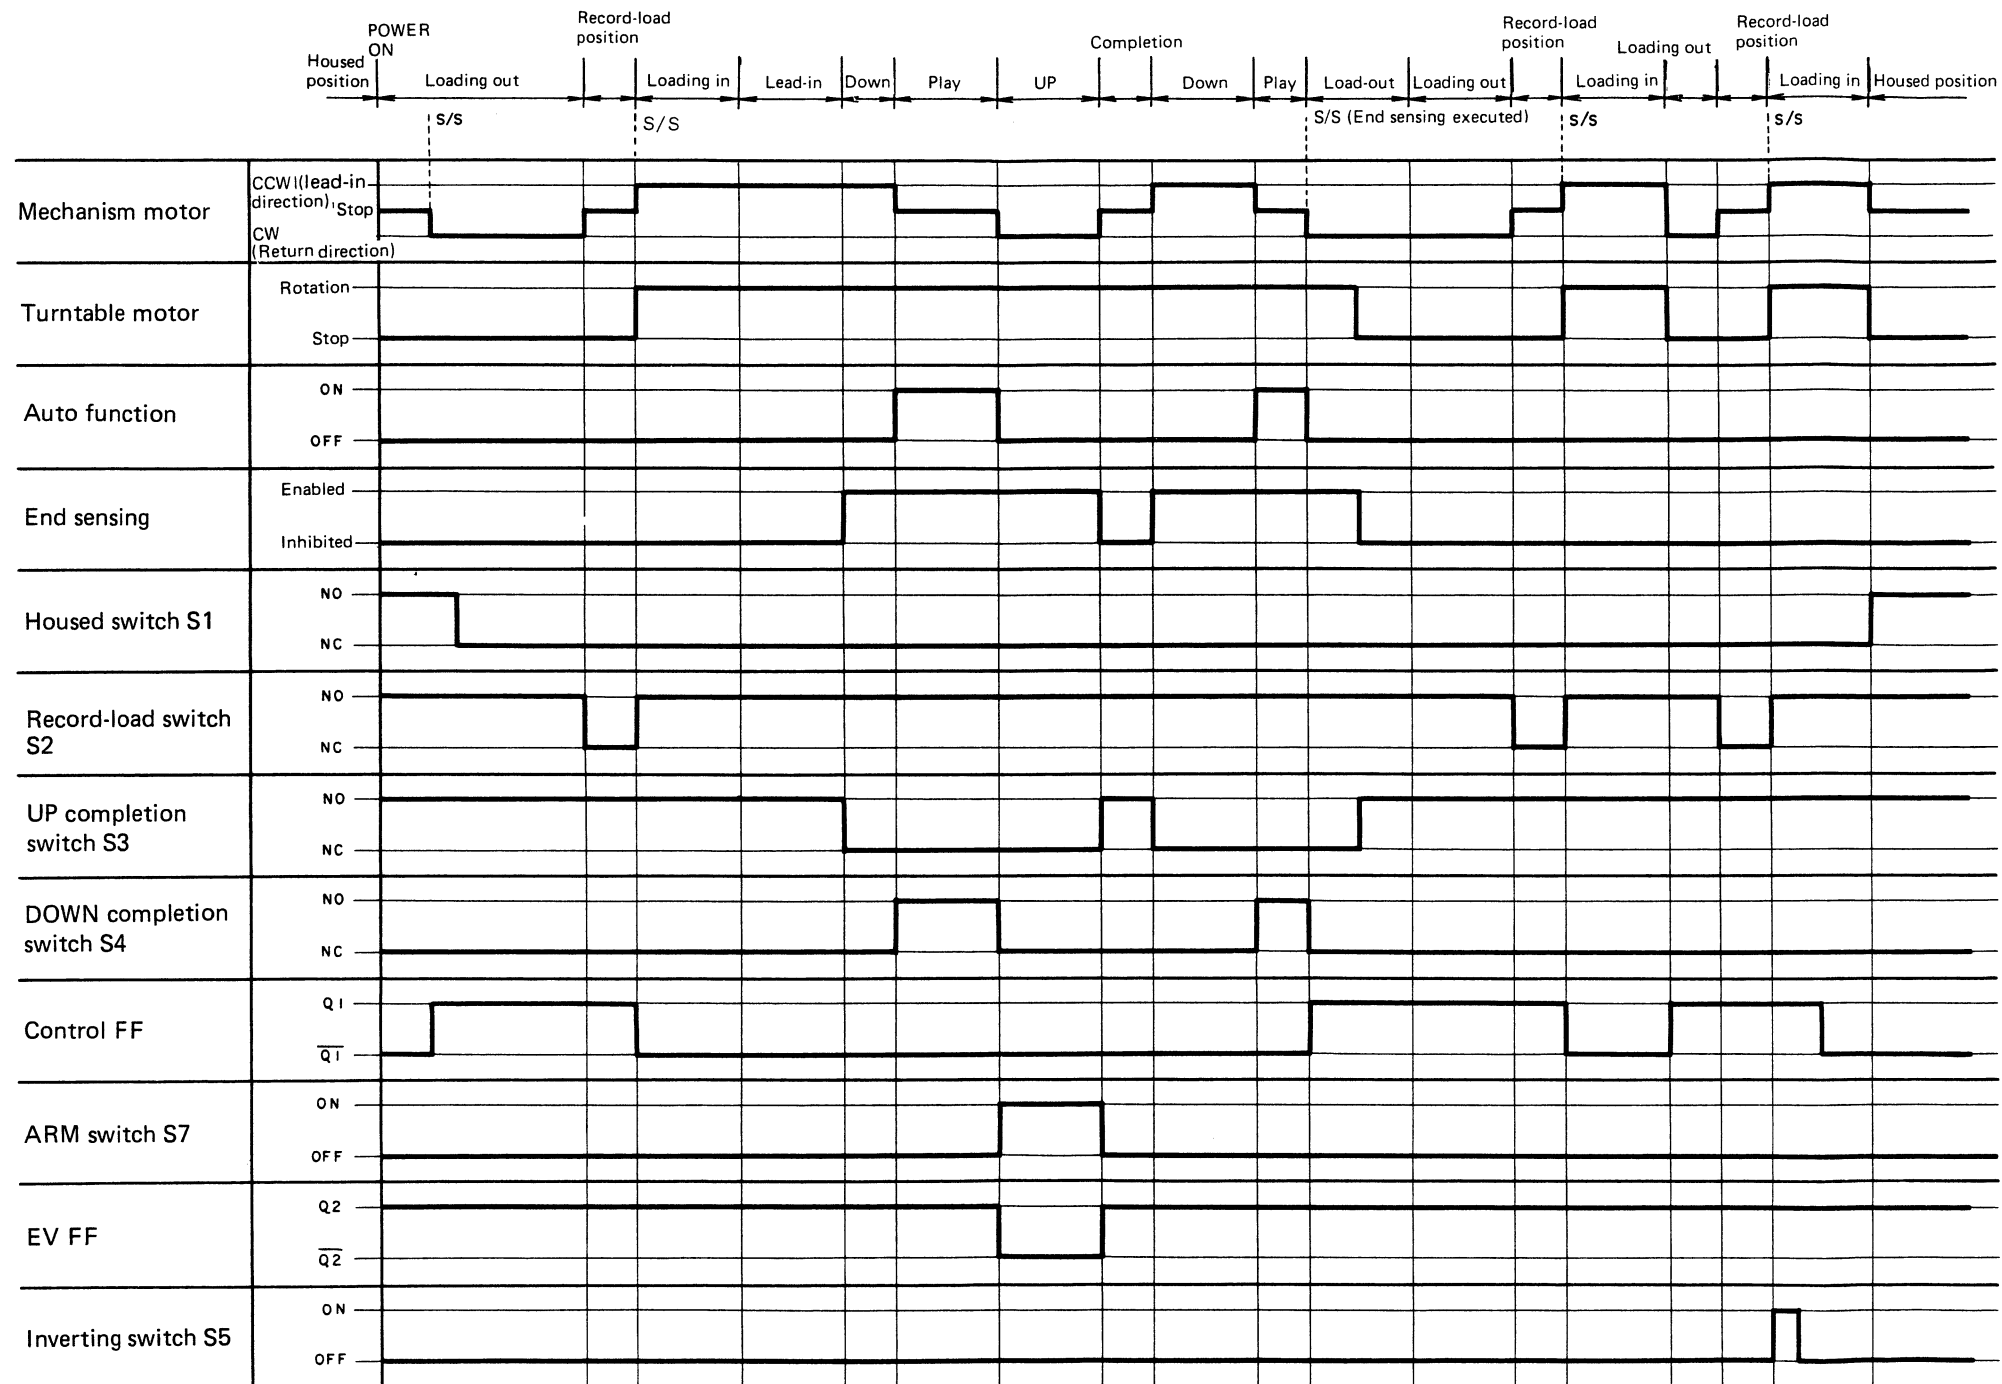 POWER
ON
Record-load
position
Completion
Record-load
position
Loading out
Record-load
position
Housed
position
Loading out
Loading in
Lead-in
Down
Play
UP
Down
Play
Load-out
Loading out
Loading in
Loading in
Housed position
S/S
S/S
S/S (End sensing executed)
S/S
S/S
Mechanism motor
CCW (lead-in
direction)
Stop
CW
(Return direction)
Turntable motor
Rotation
Stop
Auto function
ON
OFF
End sensing
Enabled
Inhibited
Housed switch S1
NO
NC
Record-load switch
S2
NO
NC
UP completion
switch S3
NO
NC
DOWN completion
switch S4
NO
NC
Control FF
Q1
Q̅1̅
ARM switch S7
ON
OFF
EV FF
Q2
Q̅2̅
Inverting switch S5
ON
OFF